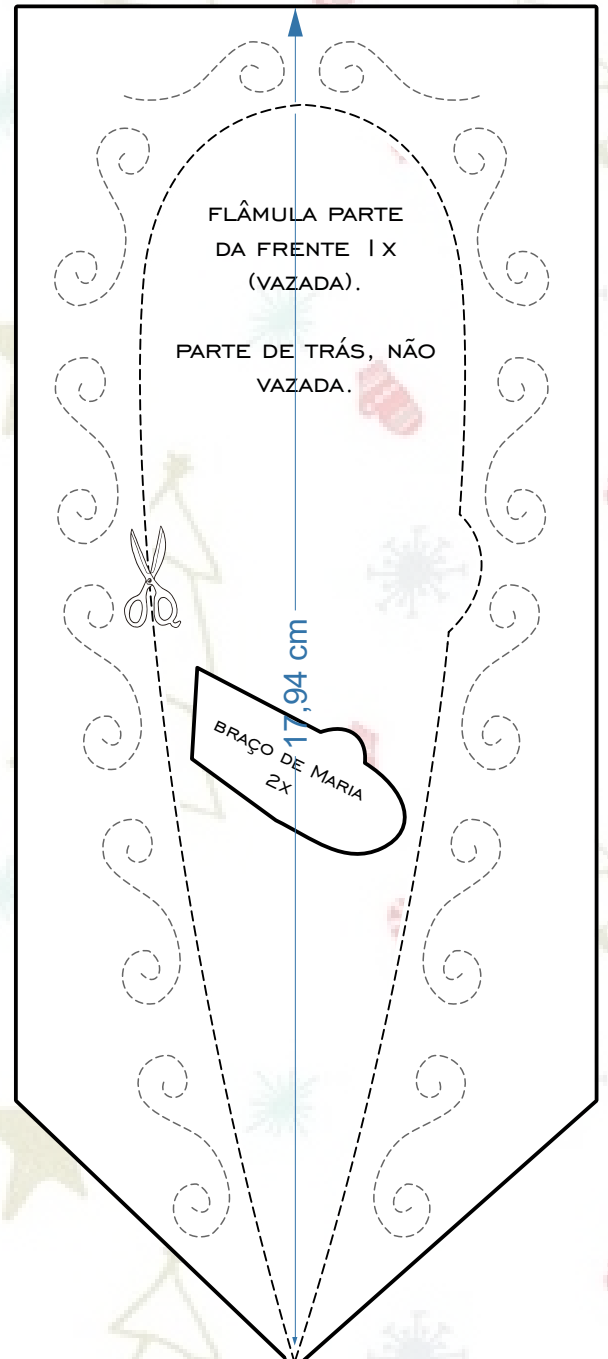 FLÂMULA PARTE
DA FRENTE 1X
(VAZADA).
PARTE DE TRÁS, NÃO
VAZADA.
17,94 cm
BRAÇO DE MARIA
2X